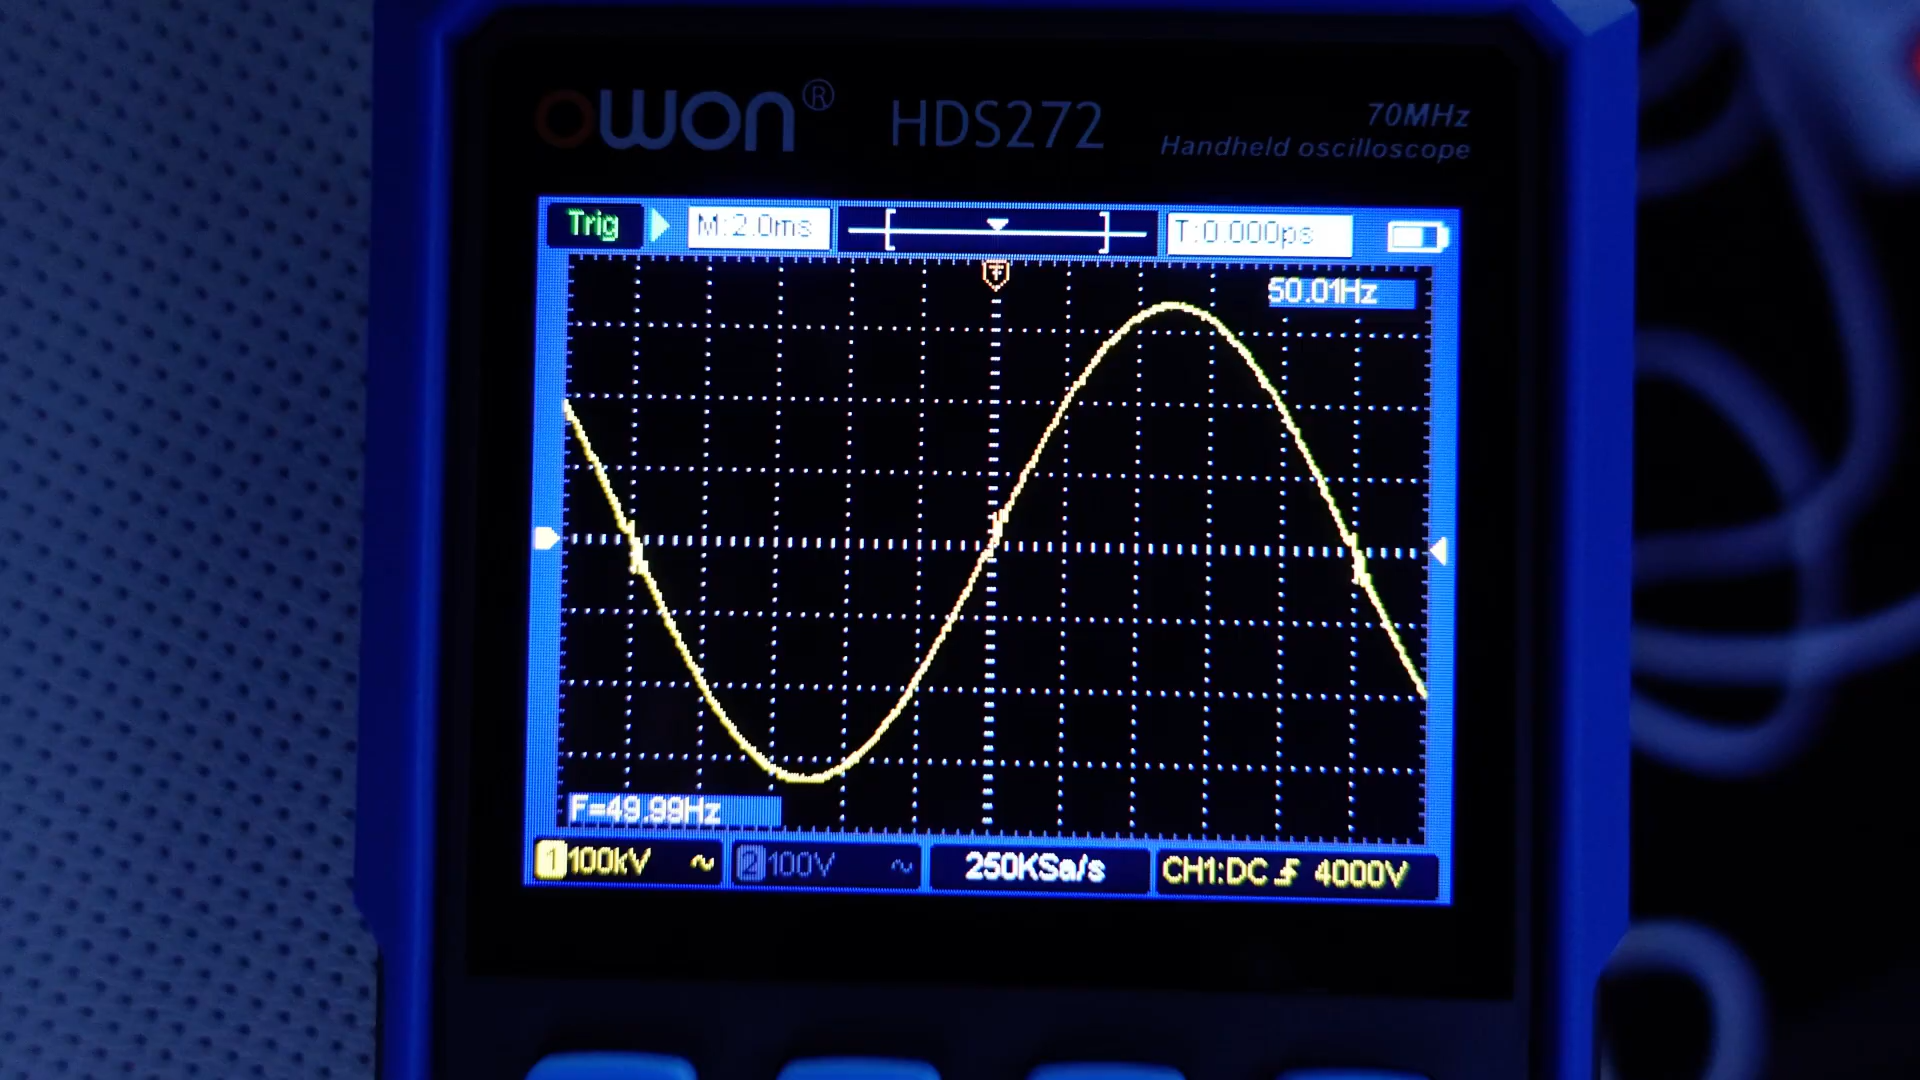 OWON® HDS272 70MHz
Handheld oscilloscope
Trig M:2.0ms T:0.000ps
50.01Hz
F=49.99Hz
1 100kV ~ 2 100V ~ 250KSa/s CH1:DC 4000V